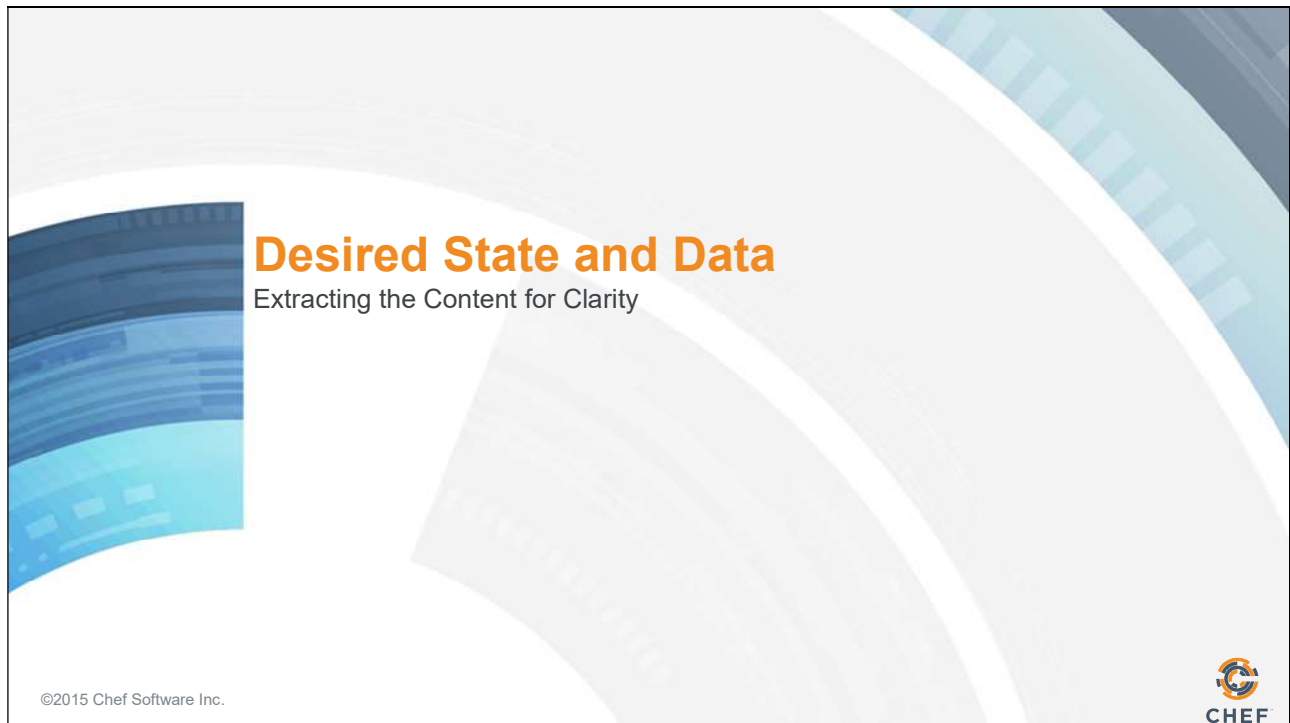 Desired State and Data
Extracting the Content for Clarity
©2015 Chef Software Inc.
CHEF